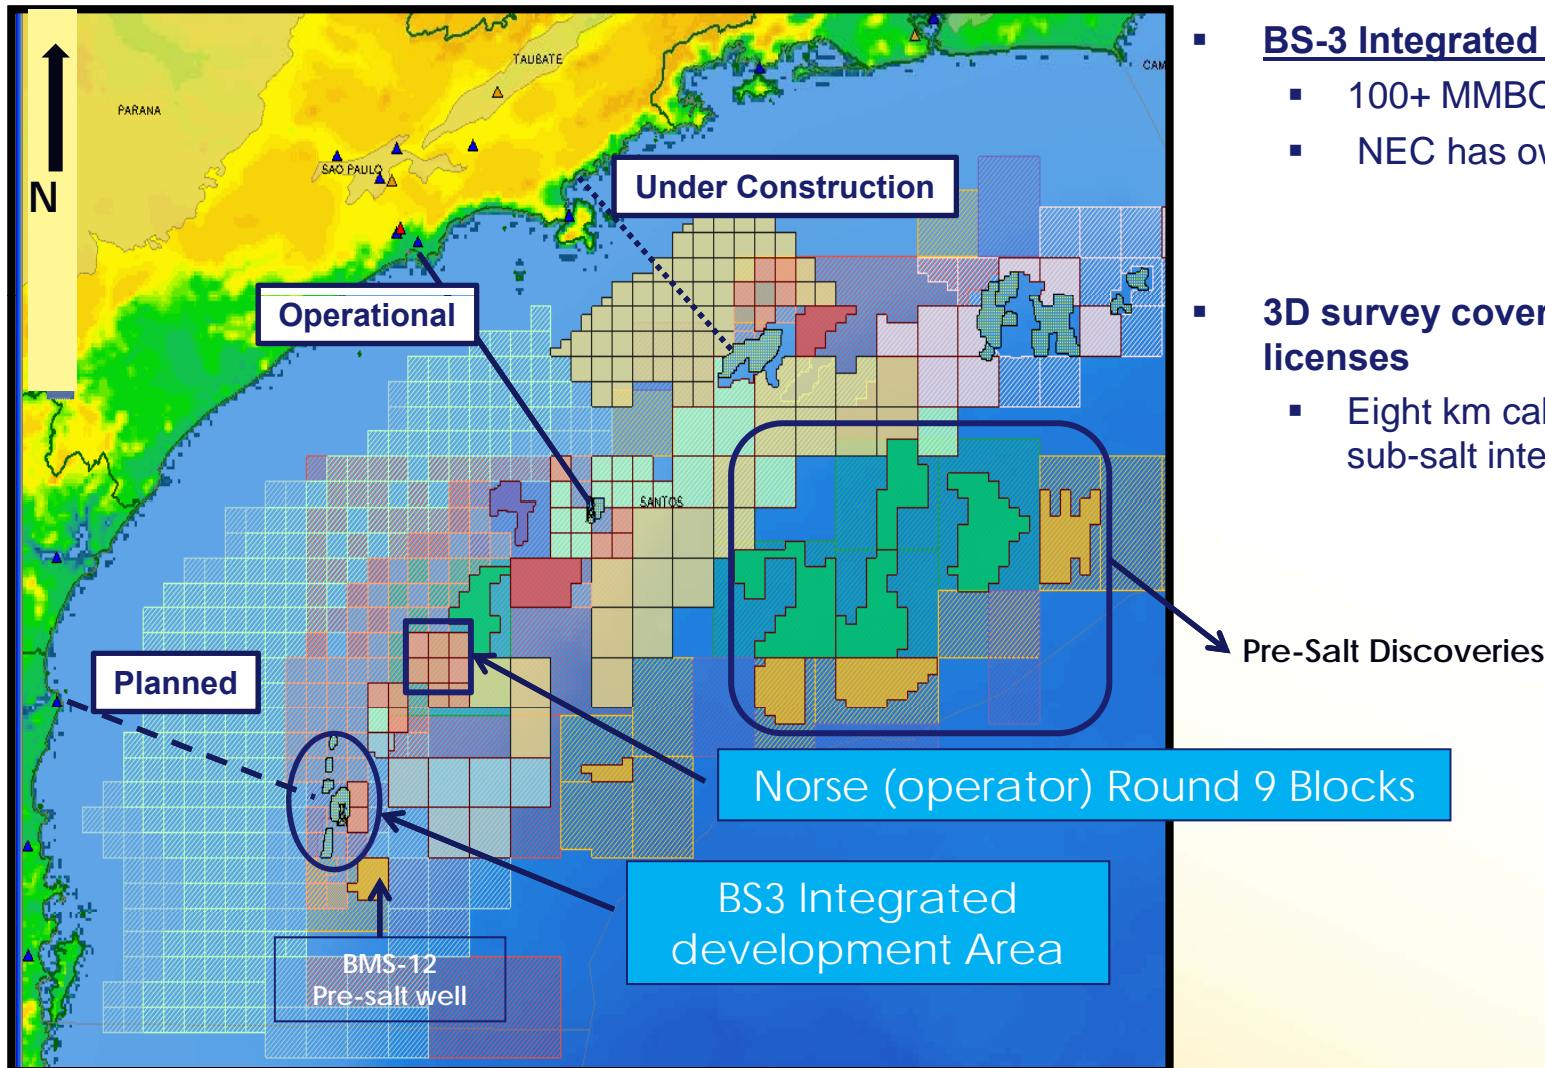 TAUBATE
CAM
PARANA
SAO PAULO
N
Under Construction
Operational
SANTOS
Planned
Pre-Salt Discoveries
Norse (operator) Round 9 Blocks
BS3 Integrated
development Area
BMS-12
Pre-salt well
▪ BS-3 Integrated
▪ 100+ MMBO
▪ NEC has ow
▪ 3D survey cover
licenses
▪ Eight km cal
sub-salt inte